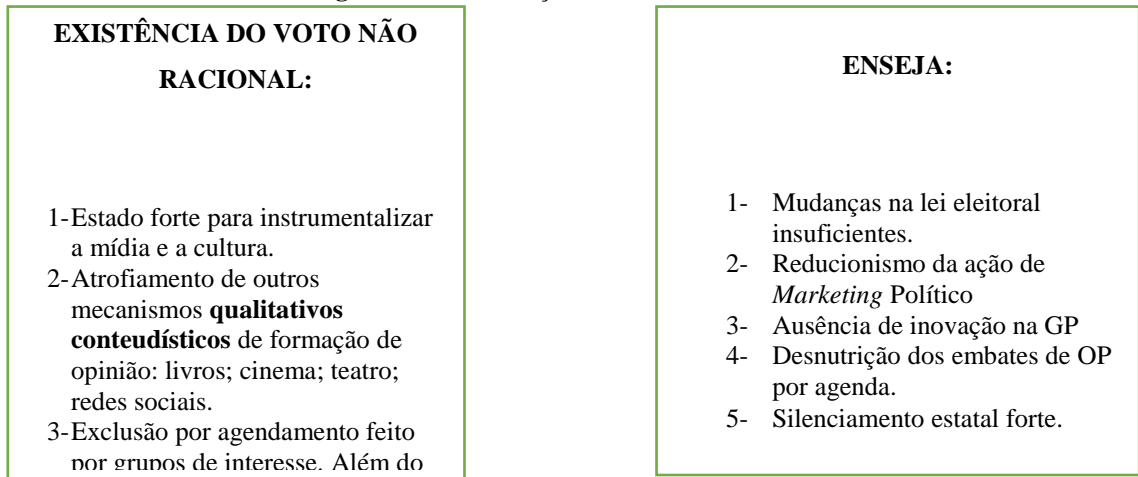 EXISTÊNCIA DO VOTO NÃO
RACIONAL:
1-Estado forte para instrumentalizar
a mídia e a cultura.
2-Atrofiamento de outros
mecanismos qualitativos
conteudísticos de formação de
opinião: livros; cinema; teatro;
redes sociais.
3-Exclusão por agendamento feito
por grupos de interesse. Além do
ENSEJA:
1- Mudanças na lei eleitoral
insuficientes.
2- Reducionismo da ação de
Marketing Político
3- Ausência de inovação na GP
4- Desnutrição dos embates de OP
por agenda.
5- Silenciamento estatal forte.